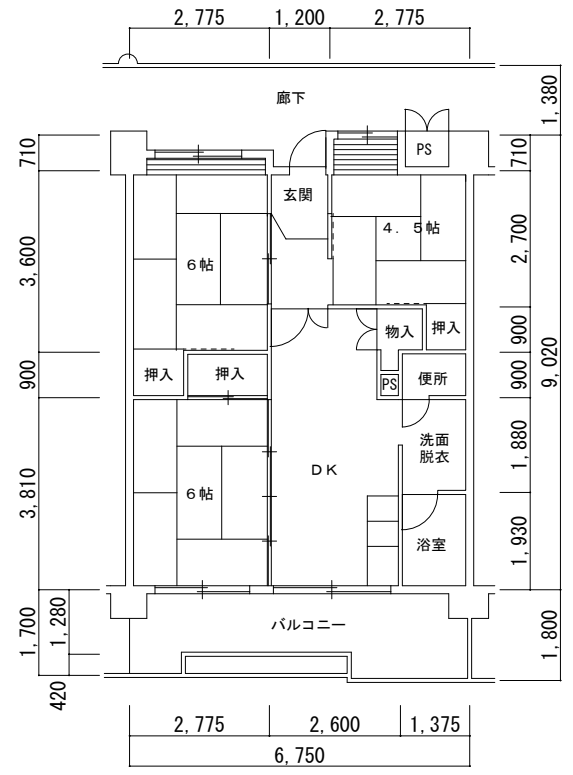 2,775
1,200
2,775
廊下
1,380
PS
710
710
玄関
4.5帖
6帖
3,600
2,700
物入
押入
900
9,020
押入
押入
900
PS
便所
900
洗面
脱衣
1,880
DK
3,810
6帖
浴室
1,930
バルコニー
1,700
1,280
1,800
420
2,775
2,600
1,375
6,750